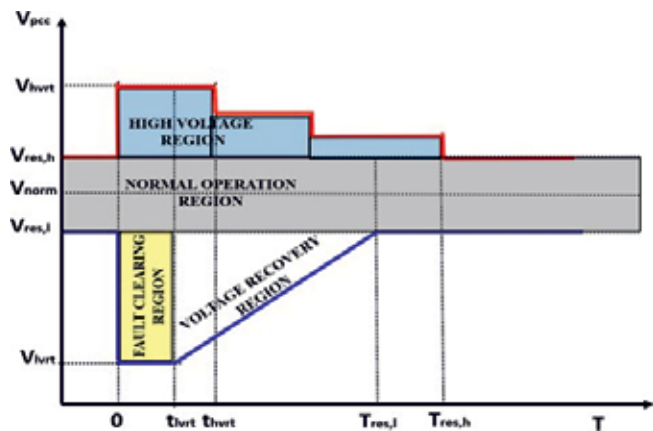 Vpcc
Vhvrt
HIGH VOLTAGE
REGION
Vres,h
Vnorm
NORMAL OPERATION
REGION
Vres,l
FAULT CLEARING
REGION
VOLTAGE RECOVERY
REGION
Vlvrt
0
tlvrt
thvrt
Tres,l
Tres,h
T